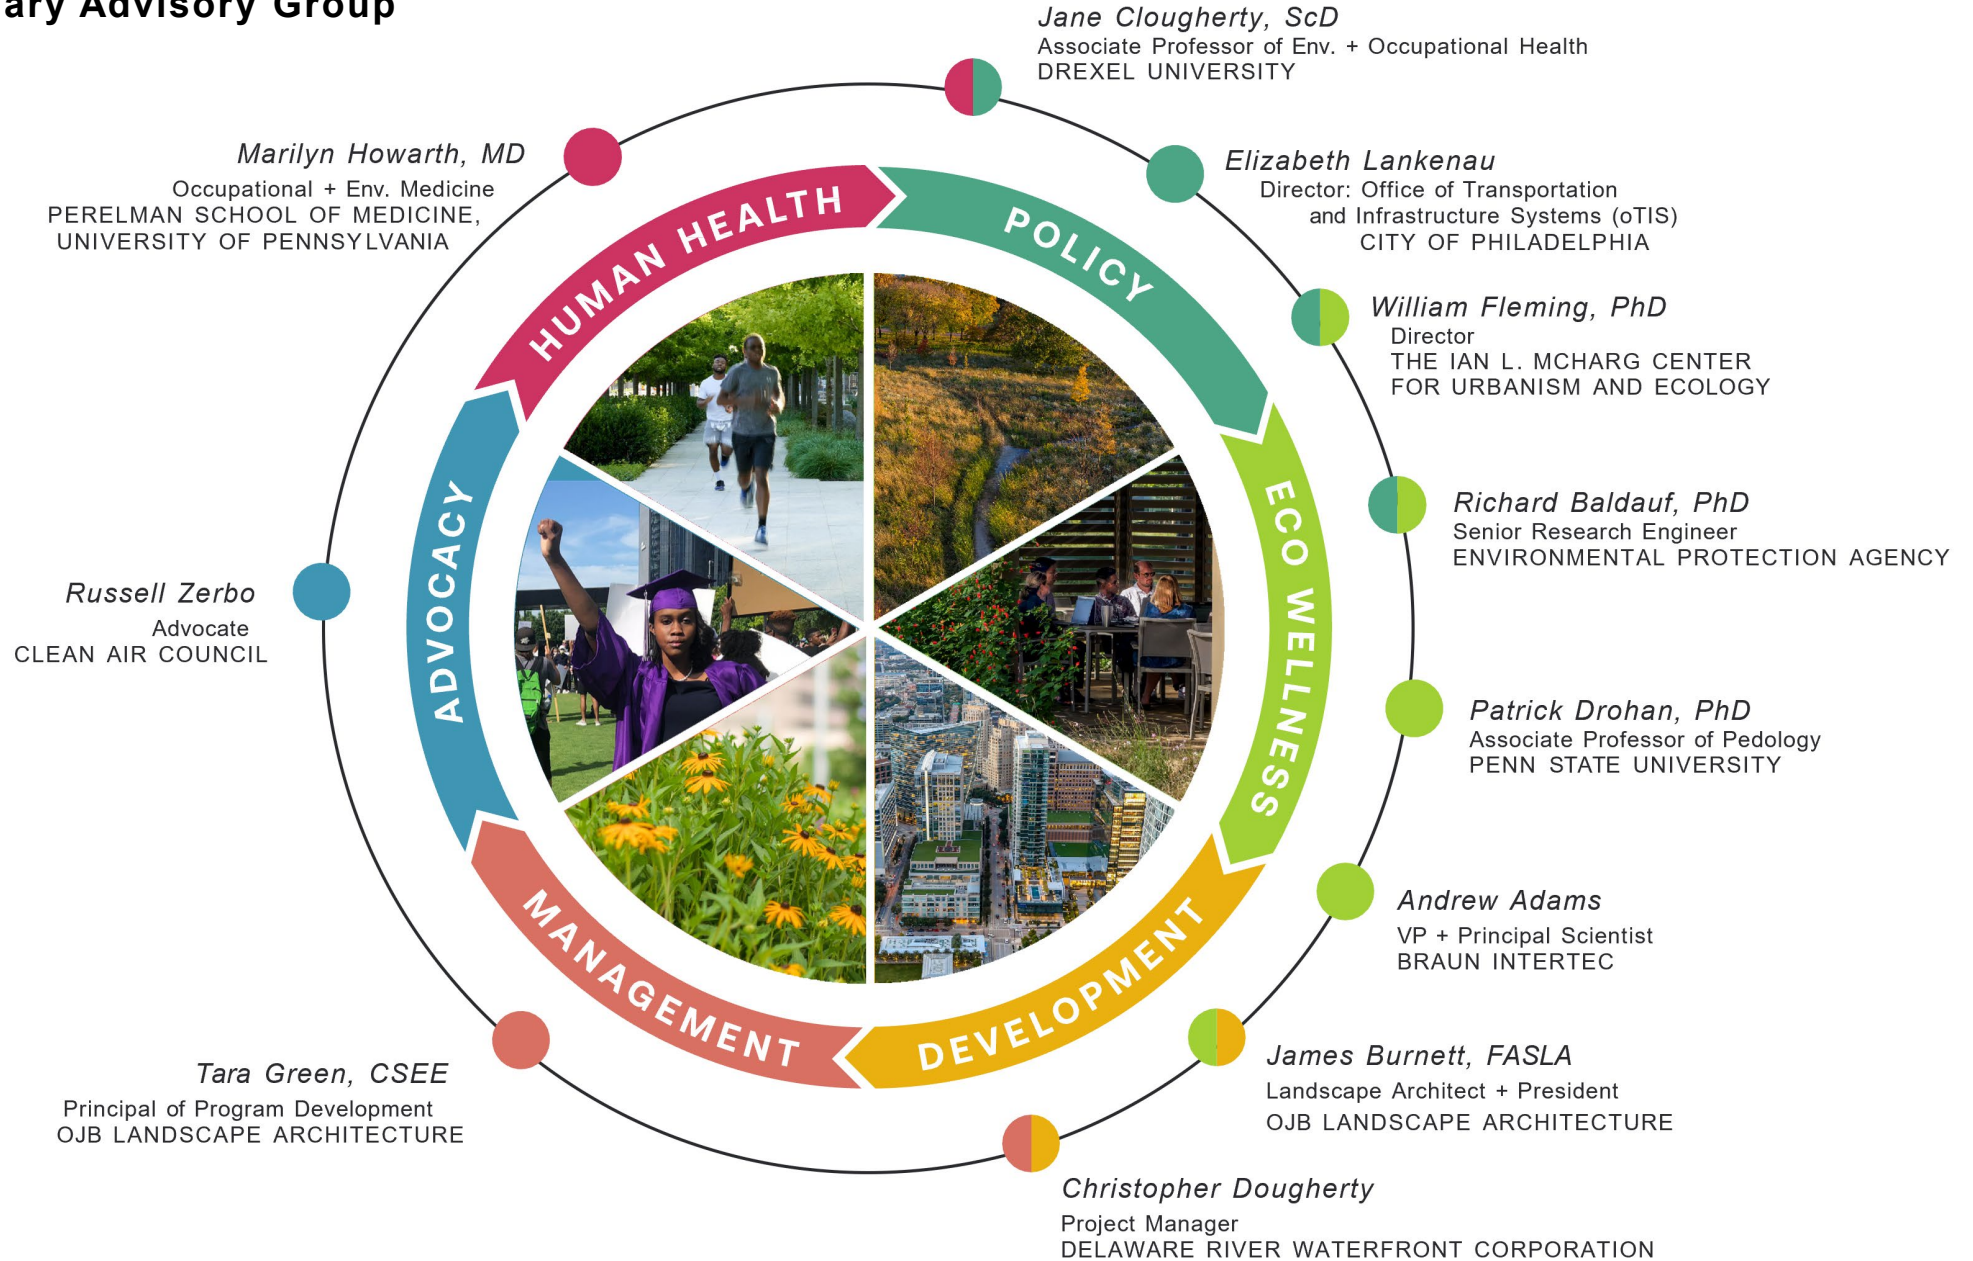 ary Advisory Group
Jane Clougherty, ScD
Associate Professor of Env. + Occupational Health
DREXEL UNIVERSITY
Marilyn Howarth, MD
Occupational + Env. Medicine
PERELMAN SCHOOL OF MEDICINE,
UNIVERSITY OF PENNSYLVANIA
Elizabeth Lankenau
Director: Office of Transportation
and Infrastructure Systems (oTIS)
CITY OF PHILADELPHIA
HUMAN HEALTH
POLICY
William Fleming, PhD
Director
THE IAN L. MCHARG CENTER
FOR URBANISM AND ECOLOGY
ADVOCACY
ECO WELLNESS
Richard Baldauf, PhD
Senior Research Engineer
ENVIRONMENTAL PROTECTION AGENCY
Russell Zerbo
Advocate
CLEAN AIR COUNCIL
Patrick Drohan, PhD
Associate Professor of Pedology
PENN STATE UNIVERSITY
MANAGEMENT
DEVELOPMENT
Andrew Adams
VP + Principal Scientist
BRAUN INTERTEC
James Burnett, FASLA
Landscape Architect + President
OJB LANDSCAPE ARCHITECTURE
Tara Green, CSEE
Principal of Program Development
OJB LANDSCAPE ARCHITECTURE
Christopher Dougherty
Project Manager
DELAWARE RIVER WATERFRONT CORPORATION